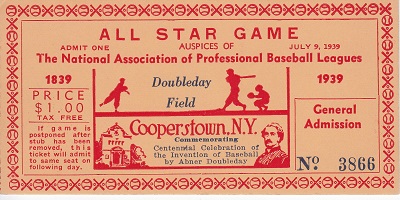 ALL STAR GAME
ADMIT ONE
AUSPICES OF
JULY 9, 1939
The National Association of Professional Baseball Leagues
1839
1939
Doubleday
Field
PRICE
$1.00
TAX FREE
If game is
postponed after
stub has been
removed, this
ticket will admit
to same seat on
following day.
Cooperstown, N.Y.
Commemorating
Centennial Celebration of
the Invention of Baseball
by Abner Doubleday
General
Admission
No. 3866